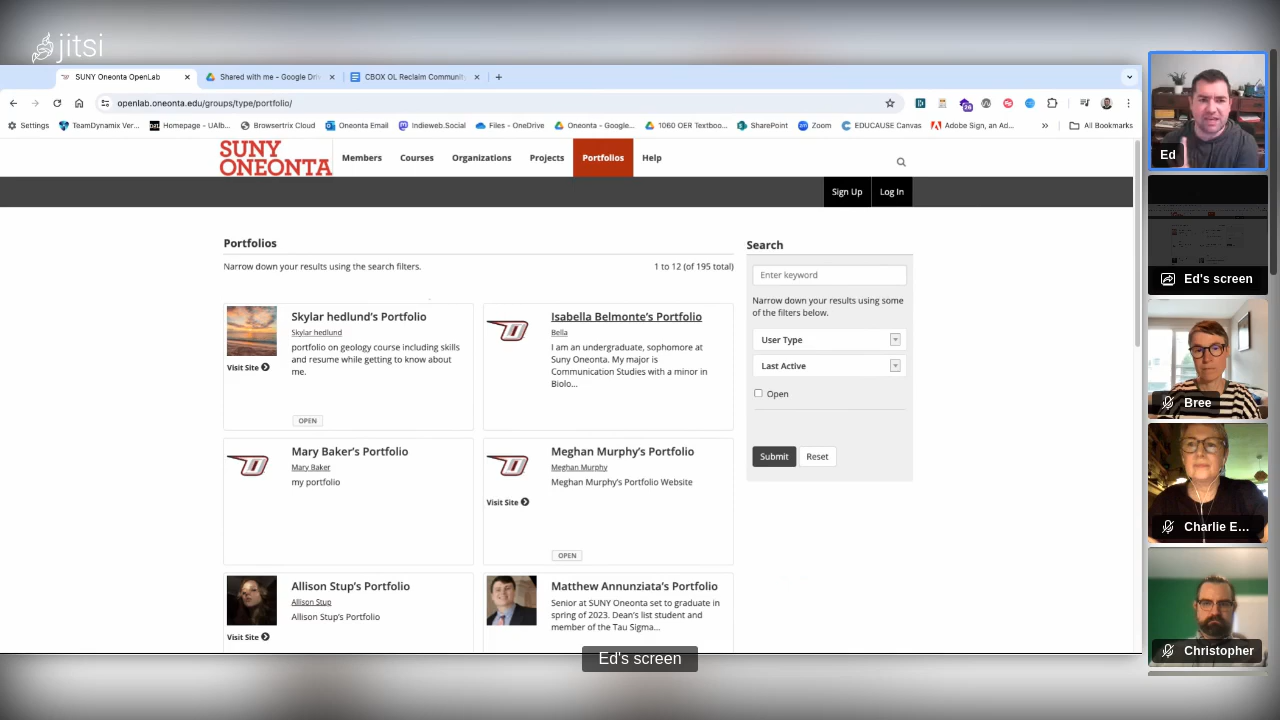 jitsi
SUNY Oneonta OpenLab
Shared with me - Google Driv
CBOX OL Reclaim Community
openlab.oneonta.edu/groups/type/portfolio/
26
Settings
TeamDynamix Ver...
Homepage - UAlb...
Browsertrix Cloud
Oneonta Email
Indieweb.Social
Files - OneDrive
Oneonta - Google...
1060 OER Textboo...
SharePoint
Zoom
EDUCAUSE Canvas
Adobe Sign, an Ad...
»
All Bookmarks
SUNY
ONEONTA
Members
Courses
Organizations
Projects
Portfolios
Help
Sign Up
Log In
Portfolios
Narrow down your results using the search filters.
1 to 12 (of 195 total)
Skylar hedlund's Portfolio
Skylar hedlund
portfolio on geology course including skills
and resume while getting to know about
me.
Visit Site
OPEN
Isabella Belmonte's Portfolio
Bella
I am an undergraduate, sophomore at
Suny Oneonta. My major is
Communication Studies with a minor in
Biolo...
Mary Baker's Portfolio
Mary Baker
my portfolio
Meghan Murphy's Portfolio
Meghan Murphy
Meghan Murphy's Portfolio Website
Visit Site
OPEN
Allison Stup's Portfolio
Allison Stup
Allison Stup's Portfolio
Visit Site
Matthew Annunziata's Portfolio
Senior at SUNY Oneonta set to graduate in
spring of 2023. Dean's list student and
member of the Tau Sigma...
Search
Enter keyword
Narrow down your results using some
of the filters below.
User Type
Last Active
Open
Submit
Reset
Ed's screen
Ed
Ed's screen
Bree
Charlie E...
Christopher